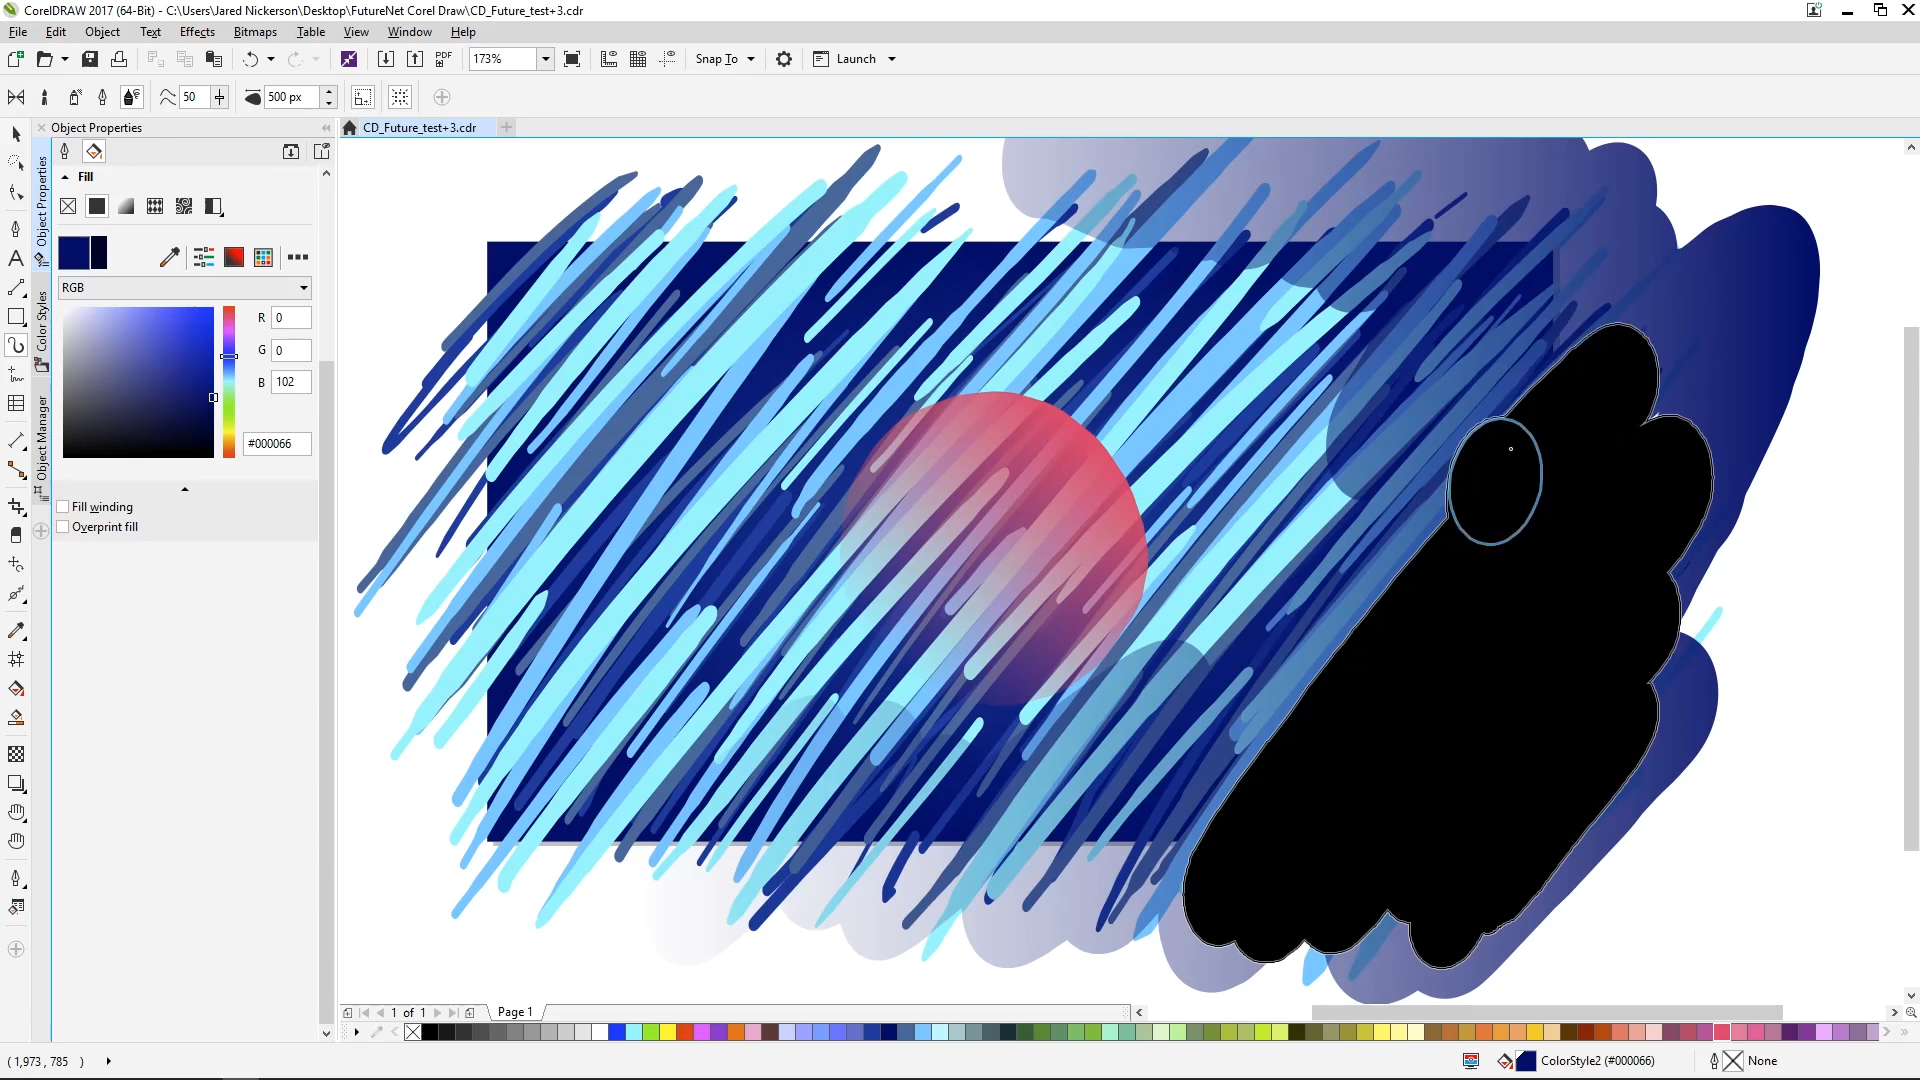 CorelDRAW 2017 (64-Bit) - C:\Users\Jared Nickerson\Desktop\FutureNet Corel Draw\CD_Future_test+3.cdr
File Edit Object Text Effects Bitmaps Table View Window Help
PDF 173% Snap To Launch
50 500 px
Object Properties
CD_Future_test+3.cdr
Object Properties
Color Styles
Object Manager
Fill
RGB
R 0
G 0
B 102
#000066
Fill winding
Overprint fill
1 of 1 Page 1
( 1,973 , 785 ) ColorStyle2 (#000066) None